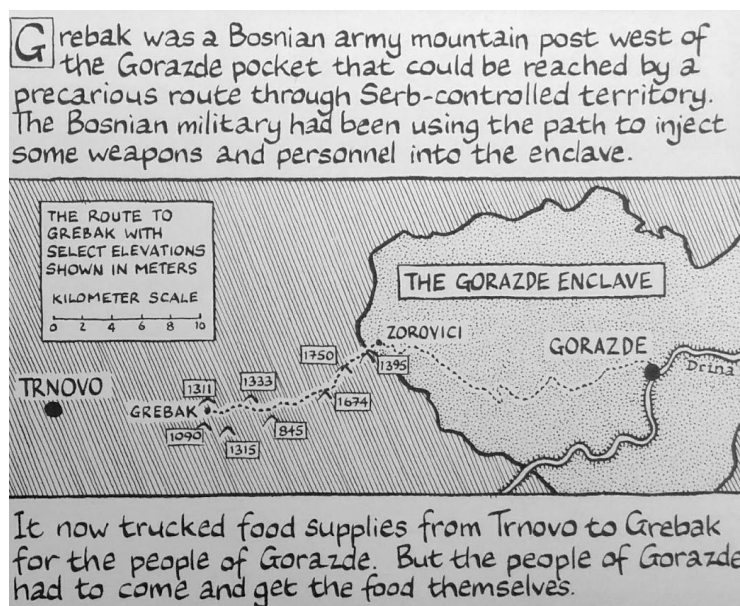 Grebak was a Bosnian army mountain post west of
the Gorazde pocket that could be reached by a
precarious route through Serb-controlled territory.
The Bosnian military had been using the path to inject
some weapons and personnel into the enclave.
THE ROUTE TO
GREBAK WITH
SELECT ELEVATIONS
SHOWN IN METERS
KILOMETER SCALE
0 2 4 6 8 10
THE GORAZDE ENCLAVE
ZOROVICI
GORAZDE
Drina
1750
1395
TRNOVO
1311
1333
1674
GREBAK
1090
1315
845
It now trucked food supplies from Trnovo to Grebak
for the people of Gorazde. But the people of Gorazde
had to come and get the food themselves.